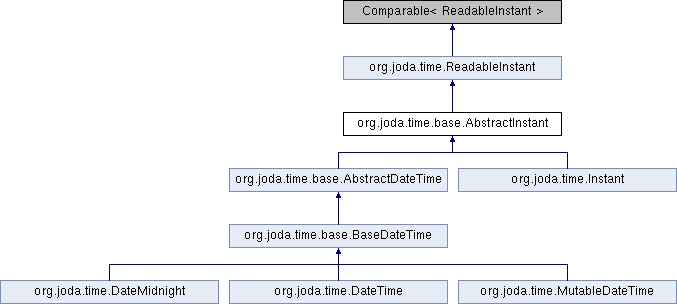 Comparable< ReadableInstant >
org.joda.time.ReadableInstant
org.joda.time.base.AbstractInstant
org.joda.time.base.AbstractDateTime
org.joda.time.Instant
org.joda.time.base.BaseDateTime
org.joda.time.DateMidnight
org.joda.time.DateTime
org.joda.time.MutableDateTime